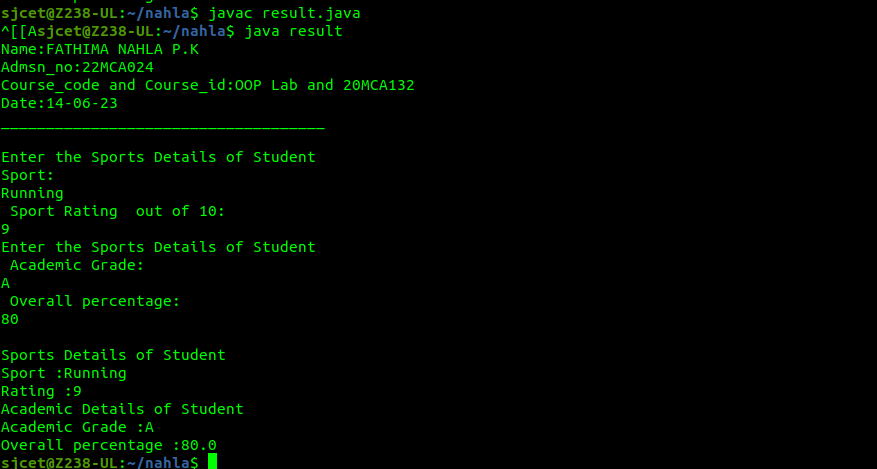 sjcet@Z238-UL:~/nahla$ javac result.java
^[[Asjcet@Z238-UL:~/nahla$ java result
Name:FATHIMA NAHLA P.K
Admsn_no:22MCA024
Course_code and Course_id:OOP Lab and 20MCA132
Date:14-06-23
____________________________________
Enter the Sports Details of Student
Sport:
Running
 Sport Rating  out of 10:
9
Enter the Sports Details of Student
 Academic Grade:
A
 Overall percentage:
80
Sports Details of Student
Sport :Running
Rating :9
Academic Details of Student
Academic Grade :A
Overall percentage :80.0
sjcet@Z238-UL:~/nahla$